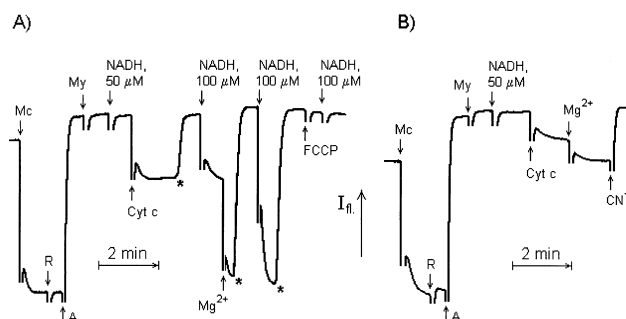 A)
B)
NADH,
50 µM
NADH,
100 µM
NADH,
100 µM
NADH,
100 µM
My
Mc
FCCP
Cyt c
*
R
2 min
Mg2+
*
*
A
Ifl.
NADH,
50 µM
My
Mg2+
Mc
Cyt c
CN-
R
2 min
A